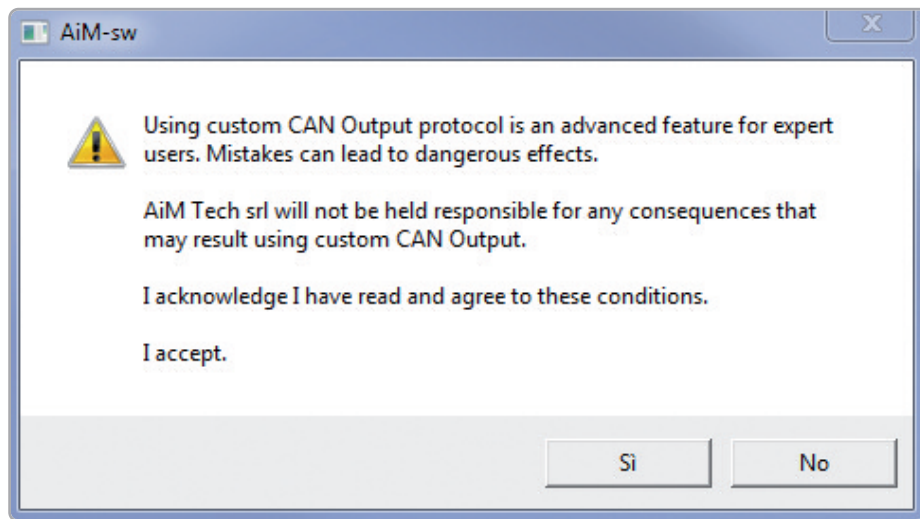 AiM-sw
Using custom CAN Output protocol is an advanced feature for expert
users. Mistakes can lead to dangerous effects.
AiM Tech srl will not be held responsible for any consequences that
may result using custom CAN Output.
I acknowledge I have read and agree to these conditions.
I accept.
Sì
No